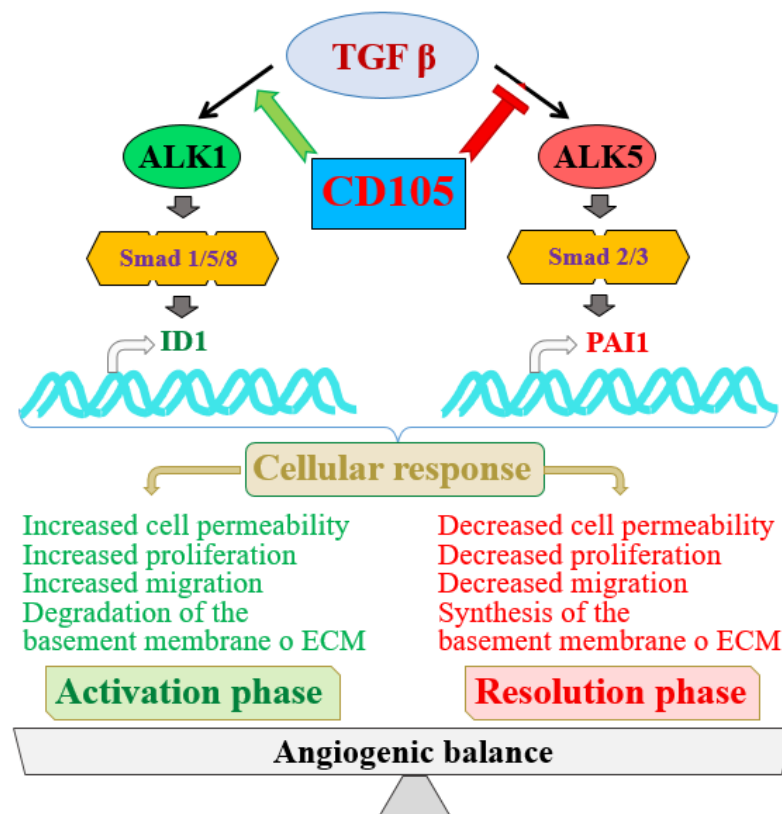 TGF β
ALK1
ALK5
CD105
Smad 1/5/8
Smad 2/3
ID1
PAI1
Cellular response
Increased cell permeability
Increased proliferation
Increased migration
Degradation of the
basement membrane o ECM
Decreased cell permeability
Decreased proliferation
Decreased migration
Synthesis of the
basement membrane o ECM
Activation phase
Resolution phase
Angiogenic balance